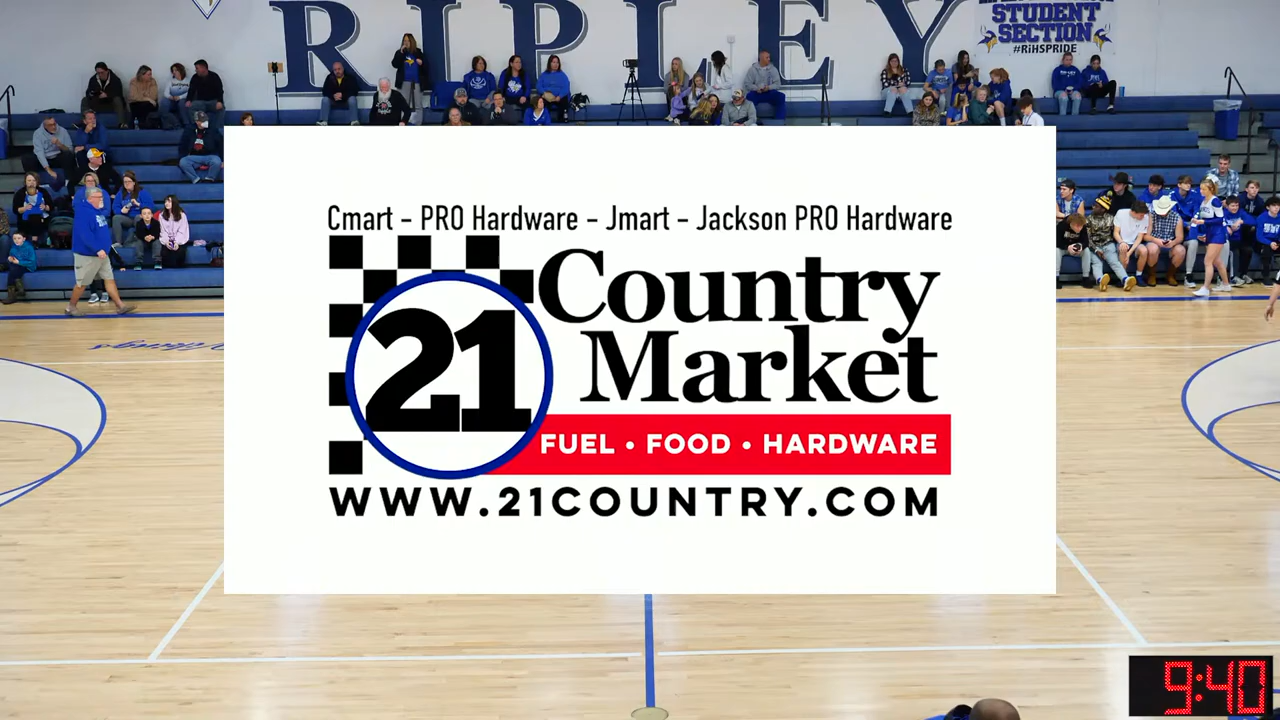 RIPLEY
STUDENT
SECTION
#RiHSPRIDE
Cmart - PRO Hardware - Jmart - Jackson PRO Hardware
21
Country
Market
FUEL • FOOD • HARDWARE
WWW.21COUNTRY.COM
9:40